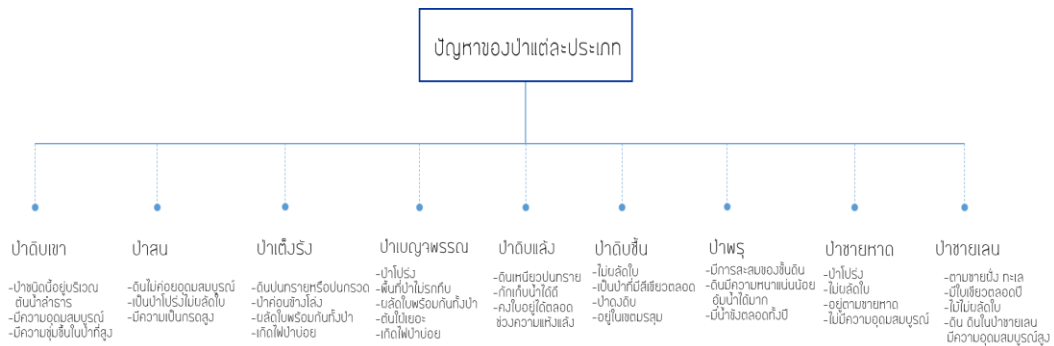 ปัญหาของป่าแต่ละประเภท
ป่าดิบเขา
-ป่าชนิดนี้อยู่บริเวณ
ต้นน้ำลำธาร
-มีความอุดมสมบูรณ์
-มีความชุ่มชื้นในป่าที่สูง
ป่าสน
-ดินไม่ค่อยอุดมสมบูรณ์
-เป็นป่าโปร่งไม่ผลัดใบ
-มีความเป็นกรดสูง
ป่าเต็งรัง
-ดินปนทรายหรือปนกรวด
-ป่าค่อนข้างโล่ง
-ผลัดใบพร้อมกันทั้งป่า
-เกิดไฟป่าบ่อย
ป่าเบญจพรรณ
-ป่าโปร่ง
-พื้นที่ป่าไม่รกทึบ
-ผลัดใบพร้อมกันทั้งป่า
-ต้นไผ่เยอะ
-เกิดไฟป่าบ่อย
ป่าดิบแล้ง
-ดินเหนียวปนทราย
-กักเก็บน้ำได้ดี
-คงใบอยู่ได้ตลอด
ช่วงความแห้งแล้ง
ป่าดิบชื้น
-ไม่ผลัดใบ
-เป็นป่าที่มีสีเขียวตลอด
-ป่าดงดิบ
-อยู่ในเขตมรสุม
ป่าพรุ
-มีการสะสมของชั้นดิน
-ดินมีความหนาแน่นน้อย
อุ้มน้ำได้มาก
-มีน้ำขังตลอดทั้งปี
ป่าชายหาด
-ป่าโปร่ง
-ไม่ผลัดใบ
-อยู่ตามชายหาด
-ไม่มีความอุดมสมบูรณ์
ป่าชายเลน
-ตามชายฝั่ง ทะเล
-มีใบเขียวตลอดปี
-ไม้ไม่ผลัดใบ
-ดิน ดินในป่าชายเลน
มีความอุดมสมบูรณ์สูง